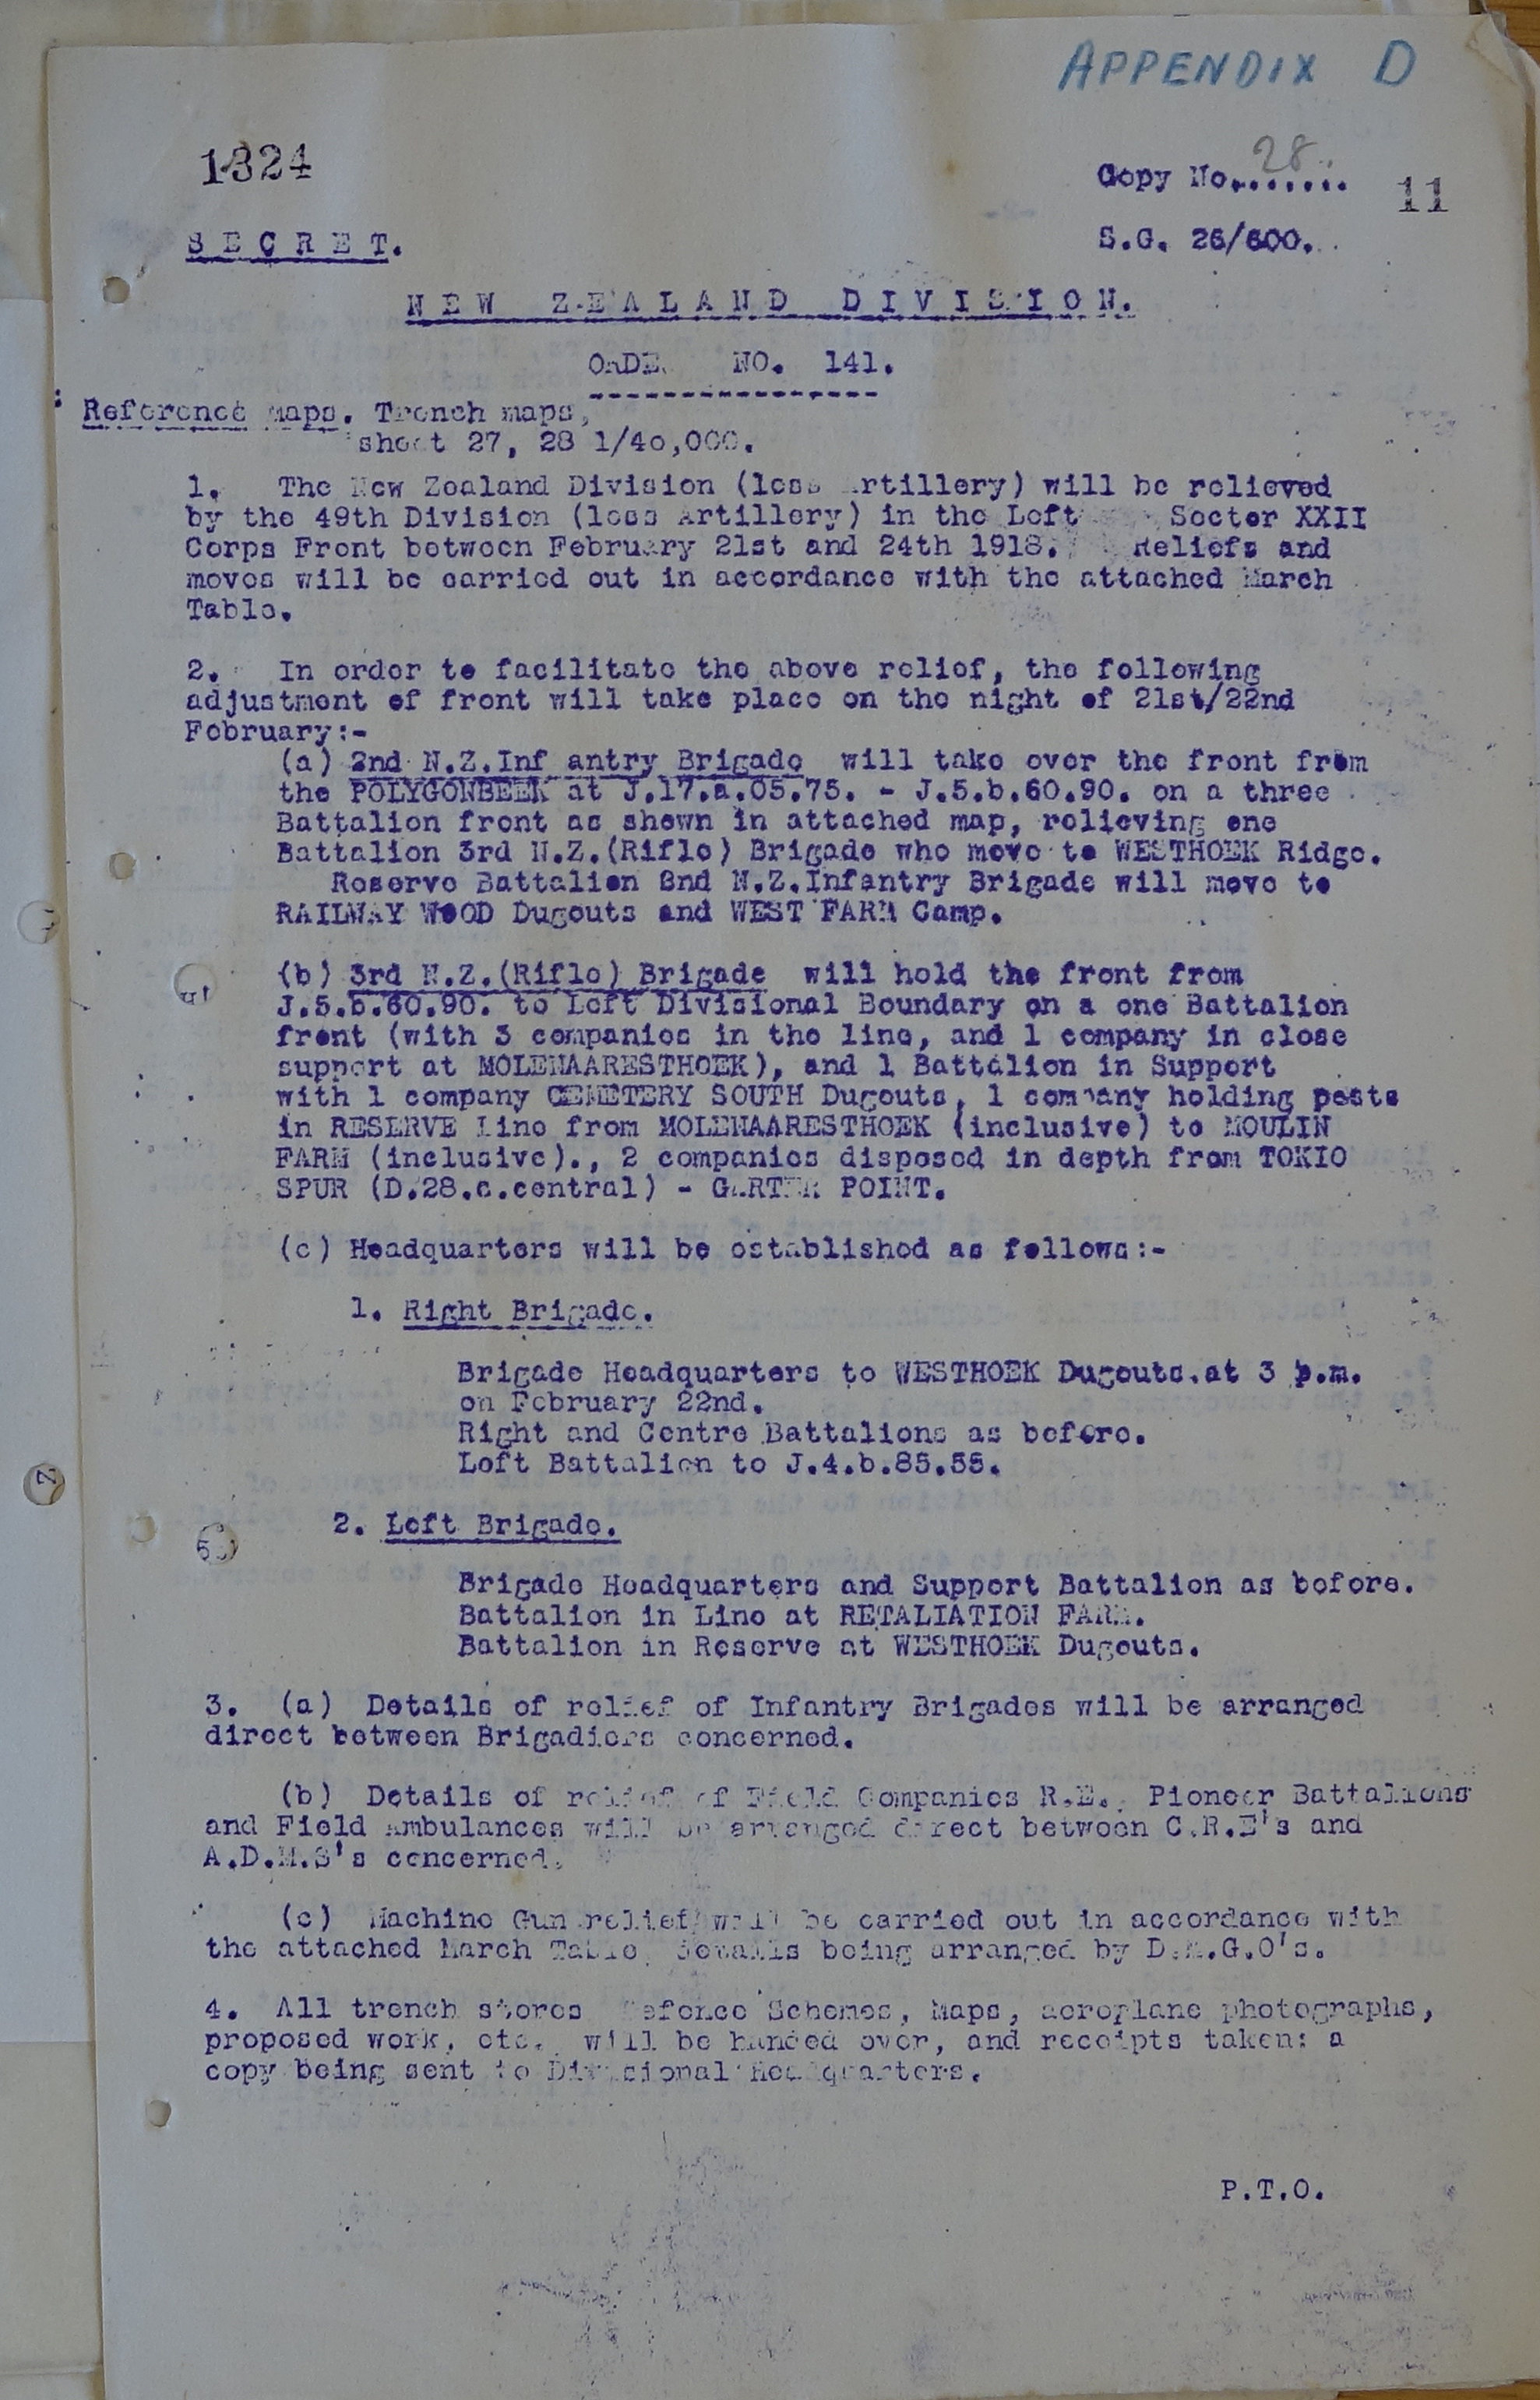 APPENDIX D
1324
Copy No........ 28
11
SECRET.
S.G. 26/600.
NEW ZEALAND DIVISION.
ORDER NO. 141.
Reference maps. Trench maps,
sheet 27, 28 1/40,000.
1. The New Zealand Division (less Artillery) will be relieved
by the 49th Division (less Artillery) in the Left Sector XXII
Corps Front between February 21st and 24th 1918. Reliefs and
moves will be carried out in accordance with the attached March
Table.
2. In order to facilitate the above relief, the following
adjustment of front will take place on the night of 21st/22nd
February:-
(a) 2nd N.Z.Inf antry Brigade will take over the front from
the POLYGONBEEK at J.17.a.05.75. - J.5.b.60.90. on a three
Battalion front as shewn in attached map, relieving one
Battalion 3rd N.Z.(Rifle) Brigade who move to WESTHOEK Ridge.
Reserve Battalion 2nd N.Z.Infantry Brigade will move to
RAILWAY WOOD Dugouts and WEST FARM Camp.
(b) 3rd N.Z.(Rifle) Brigade will hold the front from
J.5.b.60.90. to Left Divisional Boundary on a one Battalion
front (with 3 companies in the line, and 1 company in close
support at MOLENAARESTHOEK), and 1 Battalion in Support
with 1 company CEMETERY SOUTH Dugouts, 1 company holding posts
in RESERVE Line from MOLENAARESTHOEK (inclusive) to MOULIN
FARM (inclusive)., 2 companies disposed in depth from TOKIO
SPUR (D.28.c.central) - GARTER POINT.
(c) Headquarters will be established as follows:-
1. Right Brigade.
Brigade Headquarters to WESTHOEK Dugouts.at 3 p.m.
on February 22nd.
Right and Centre Battalions as before.
Left Battalion to J.4.b.85.55.
2. Left Brigade.
Brigade Headquarters and Support Battalion as before.
Battalion in Line at RETALIATION FARM.
Battalion in Reserve at WESTHOEK Dugouts.
3. (a) Details of relief of Infantry Brigades will be arranged
direct between Brigadiers concerned.
(b) Details of relief of Field Companies R.E., Pioneer Battalions
and Field Ambulances will be arranged direct between C.R.E's and
A.D.M.S's concerned.
(c) Machine Gun relief will be carried out in accordance with
the attached March Table, details being arranged by D.M.G.O's.
4. All trench stores Defence Schemes, Maps, aeroplane photographs,
proposed work, etc., will be handed over, and receipts taken: a
copy being sent to Divisional Headquarters.
P.T.O.